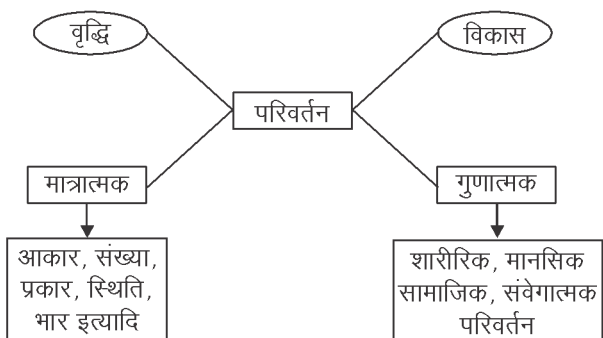 वृद्धि
विकास
परिवर्तन
मात्रात्मक
गुणात्मक
आकार, संख्या,
प्रकार, स्थिति,
भार इत्यादि
शारीरिक, मानसिक
सामाजिक, संवेगात्मक
परिवर्तन